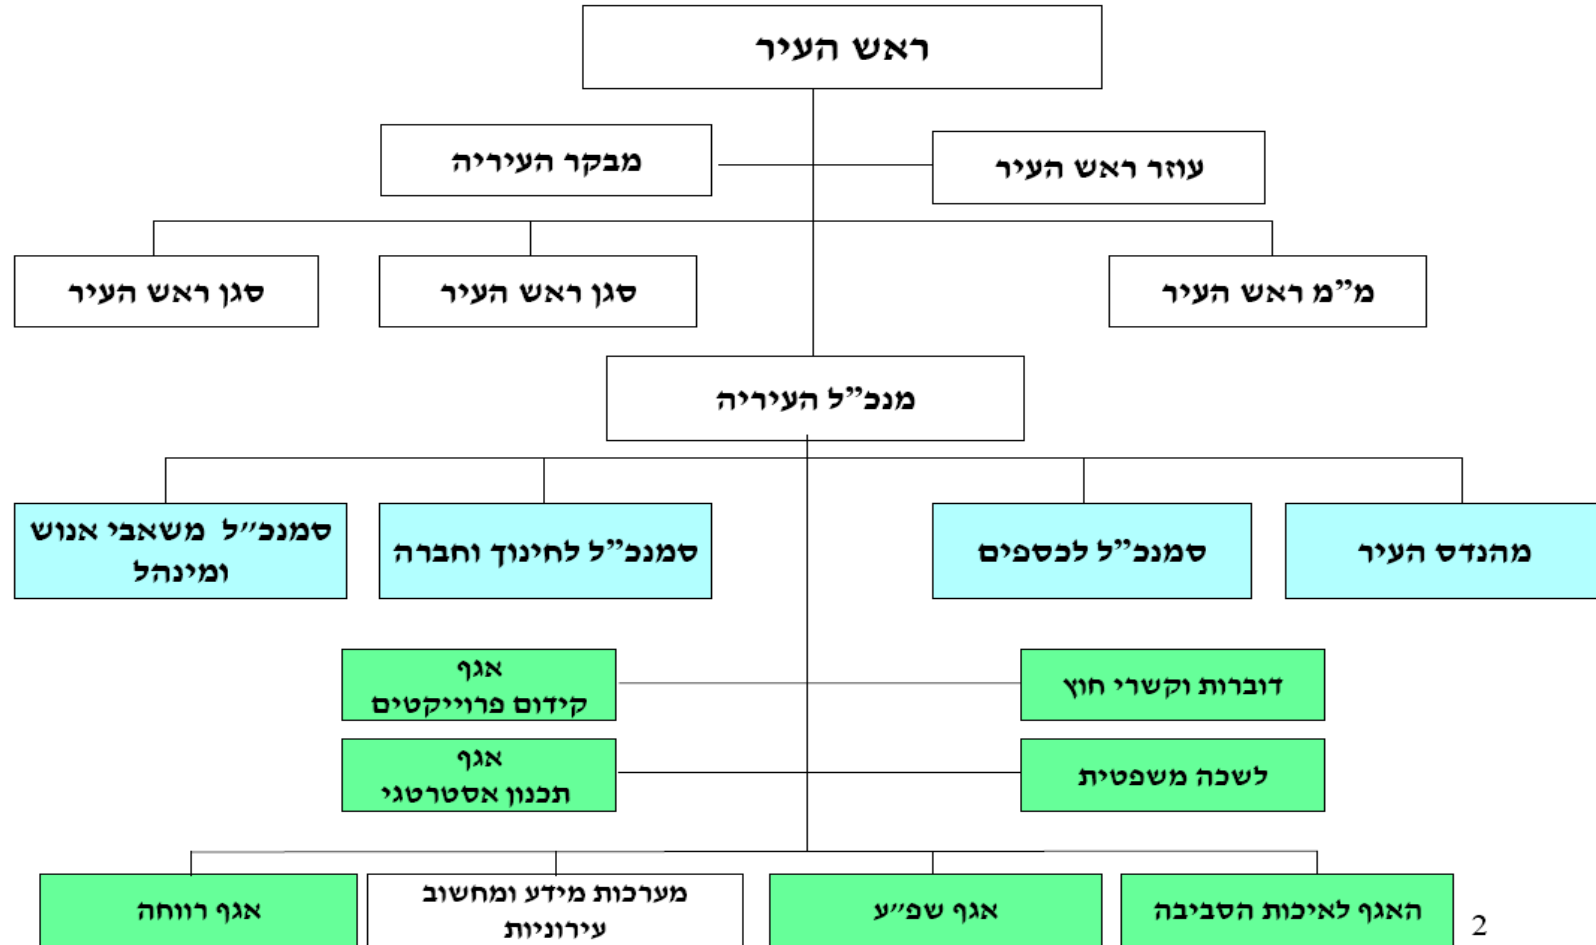 ראש העיר
עוזר ראש העיר
מבקר העיריה
מ”מ ראש העיר
סגן ראש העיר
סגן ראש העיר
מנכ”ל העיריה
מהנדס העיר
סמנכ”ל לכספים
סמנכ”ל לחינוך וחברה
סמנכ״ל משאבי אנוש
ומינהל
דוברות וקשרי חוץ
אגף
קידום פרוייקטים
לשכה משפטית
אגף
תכנון אסטרטגי
האגף לאיכות הסביבה
אגף שפ״ע
מערכות מידע ומחשוב
עירוניות
אגף רווחה
2